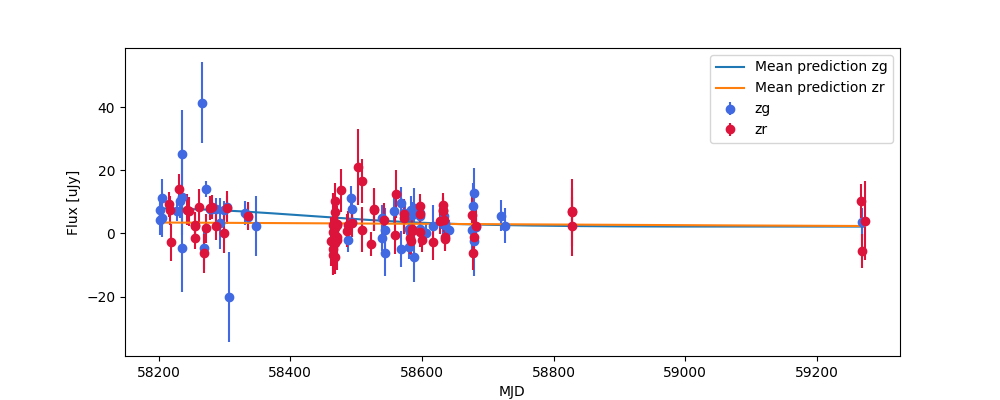 Mean prediction zg
Mean prediction zr
zg
zr
Flux [uJy]
40
20
0
−20
58200 58400 58600 58800 59000 59200
MJD